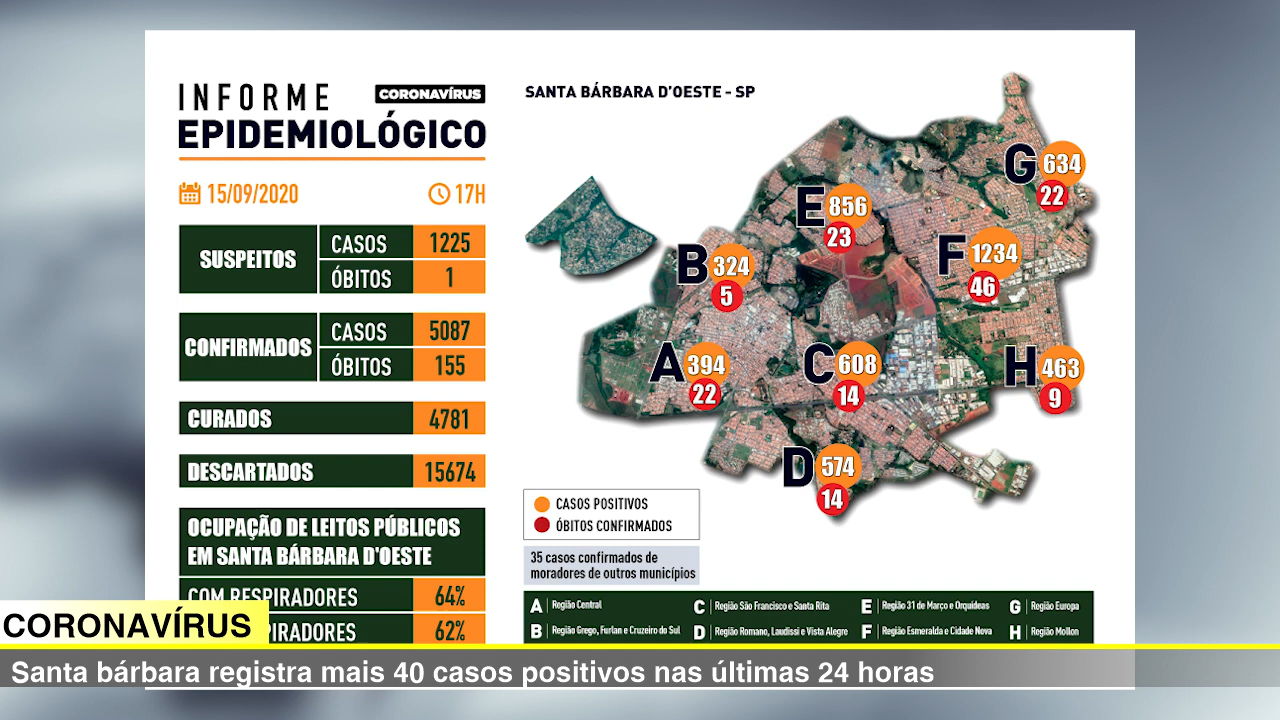 INFORME
CORONAVÍRUS
EPIDEMIOLÓGICO
15/09/2020
17H
SUSPEITOS
CASOS
1225
ÓBITOS
1
CONFIRMADOS
CASOS
5087
ÓBITOS
155
CURADOS
4781
DESCARTADOS
15674
OCUPAÇÃO DE LEITOS PÚBLICOS
EM SANTA BÁRBARA D'OESTE
COM RESPIRADORES
64%
PIRADORES
62%
SANTA BÁRBARA D'OESTE - SP
G 634
22
E 856
23
F 1234
46
B 324
5
A 394
22
C 608
14
H 463
9
D 574
14
CASOS POSITIVOS
ÓBITOS CONFIRMADOS
35 casos confirmados de
moradores de outros municípios
A Região Central
B Região Grego, Furlan e Cruzeiro do Sul
C Região São Francisco e Santa Rita
D Região Romano, Laudissi e Vista Alegre
E Região 31 de Março e Orquídeas
F Região Esmeralda e Cidade Nova
G Região Europa
H Região Mollon
CORONAVÍRUS
Santa bárbara registra mais 40 casos positivos nas últimas 24 horas